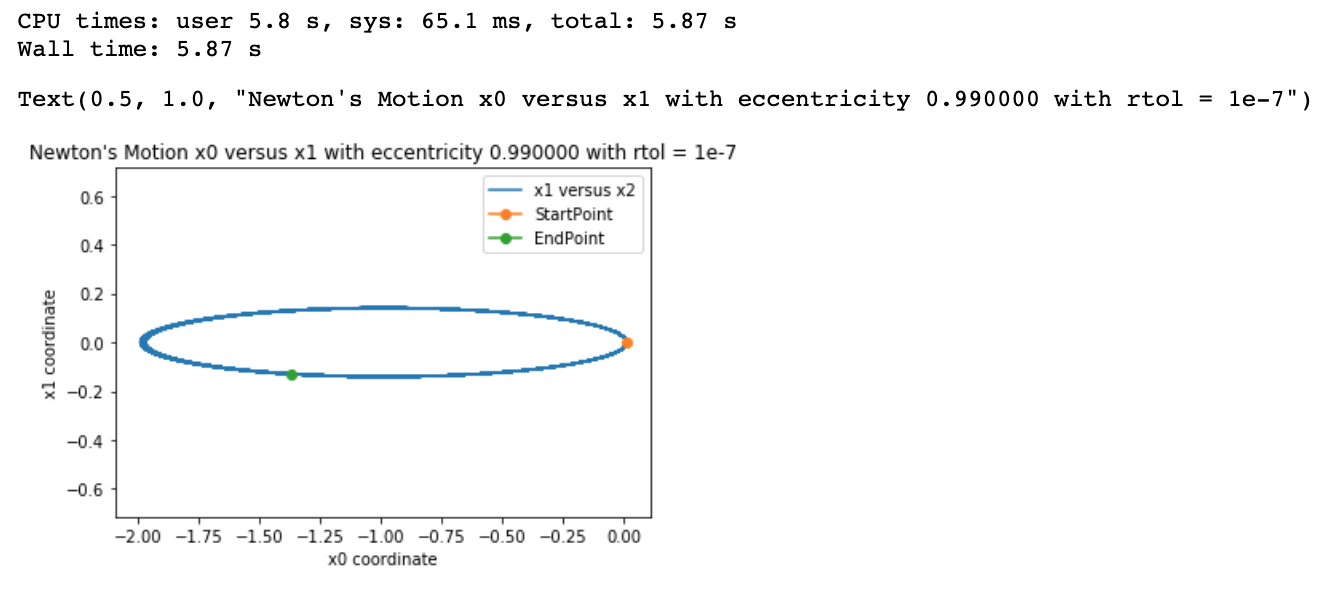 CPU times: user 5.8 s, sys: 65.1 ms, total: 5.87 s
Wall time: 5.87 s
Text(0.5, 1.0, "Newton's Motion x0 versus x1 with eccentricity 0.990000 with rtol = 1e-7")
Newton's Motion x0 versus x1 with eccentricity 0.990000 with rtol = 1e-7
x1 versus x2
StartPoint
EndPoint
0.6
0.4
0.2
0.0
−0.2
−0.4
−0.6
x1 coordinate
−2.00 −1.75 −1.50 −1.25 −1.00 −0.75 −0.50 −0.25 0.00
x0 coordinate